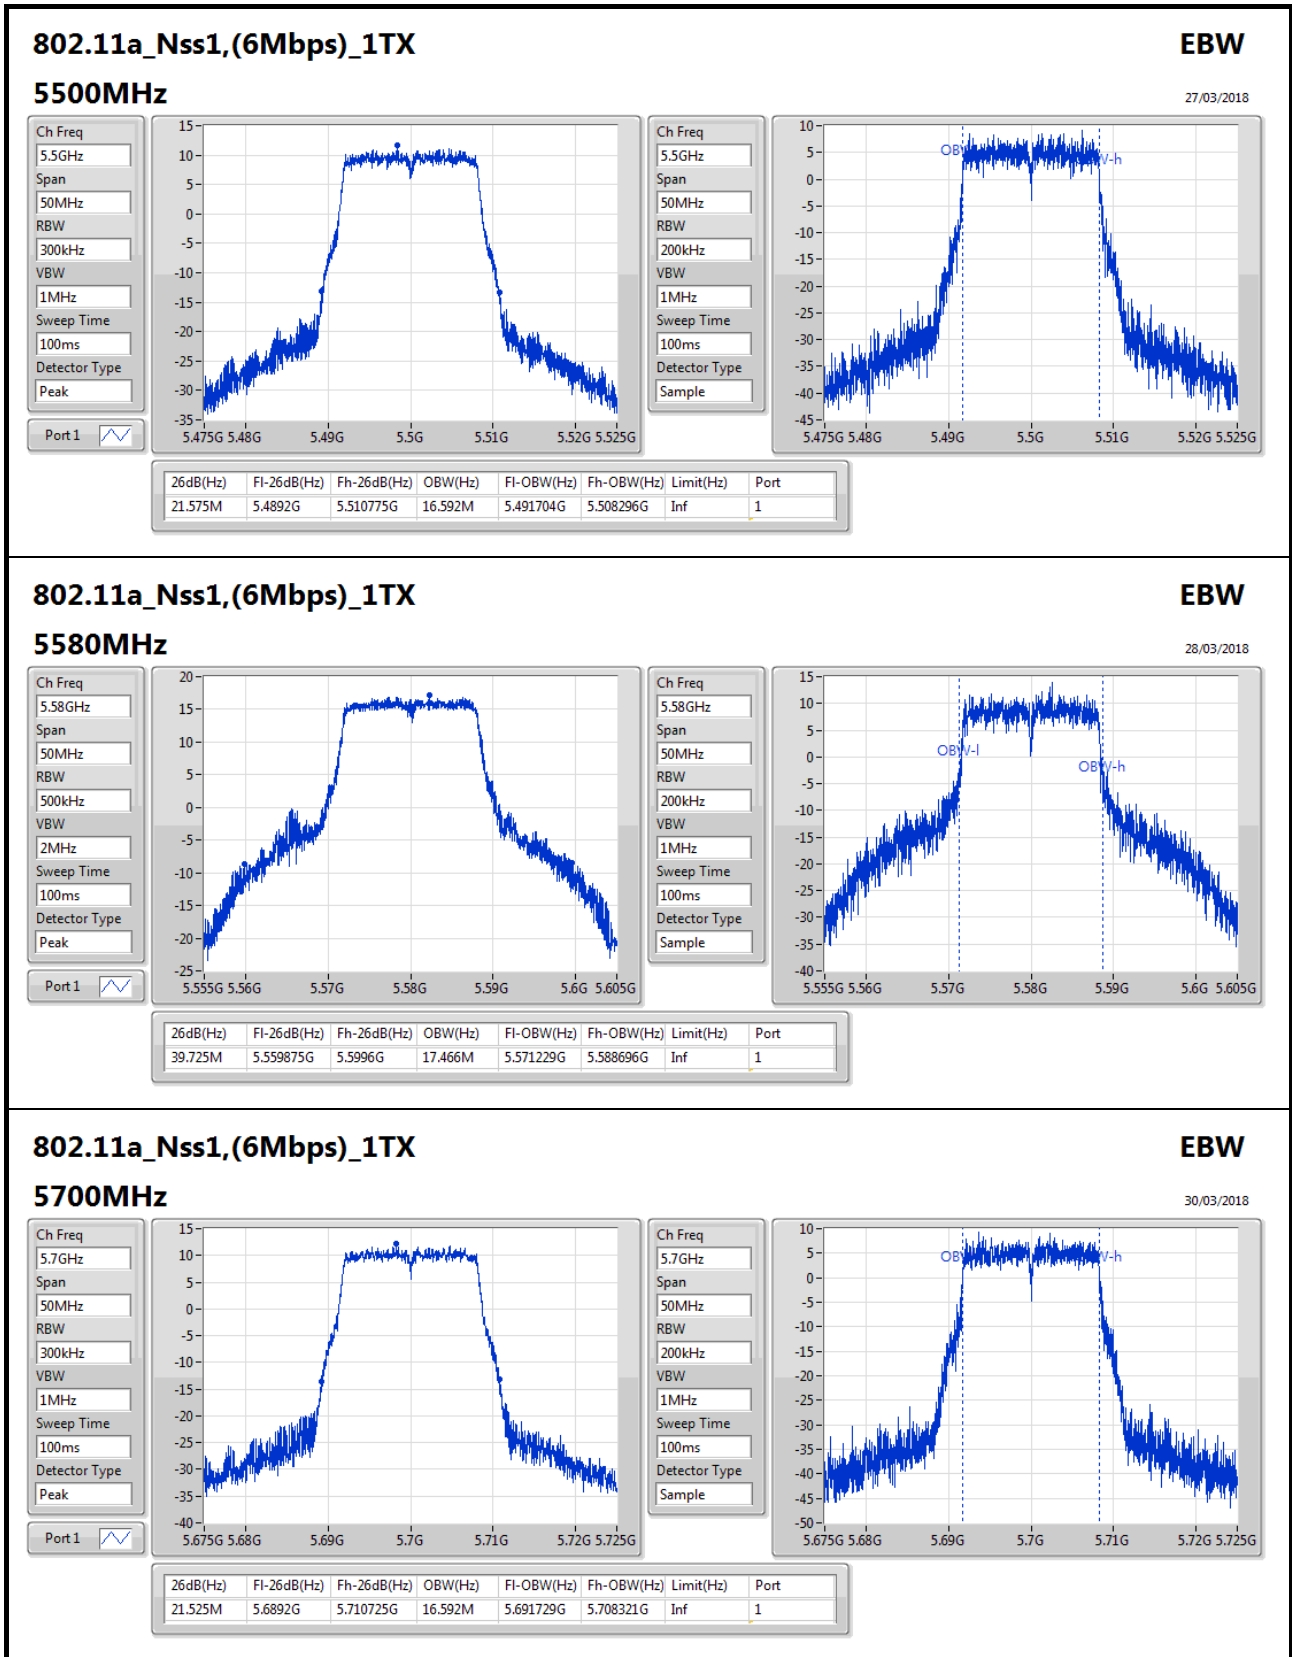 802.11a_Nss1,(6Mbps)_1TX EBW
5500MHz 27/03/2018
Ch Freq
5.5GHz
Span
50MHz
RBW
300kHz
VBW
1MHz
Sweep Time
100ms
Detector Type
Peak
Port 1
15
10
5
0
-5
-10
-15
-20
-25
-30
-35
5.475G 5.48G 5.49G 5.5G 5.51G 5.52G 5.525G
Ch Freq
5.5GHz
Span
50MHz
RBW
200kHz
VBW
1MHz
Sweep Time
100ms
Detector Type
Sample
10
5
0
-5
-10
-15
-20
-25
-30
-35
-40
-45
5.475G 5.48G 5.49G 5.5G 5.51G 5.52G 5.525G
26dB(Hz) Fl-26dB(Hz) Fh-26dB(Hz) OBW(Hz) Fl-OBW(Hz) Fh-OBW(Hz) Limit(Hz) Port
21.575M 5.4892G 5.510775G 16.592M 5.491704G 5.508296G Inf 1
802.11a_Nss1,(6Mbps)_1TX EBW
5580MHz 28/03/2018
Ch Freq
5.58GHz
Span
50MHz
RBW
500kHz
VBW
2MHz
Sweep Time
100ms
Detector Type
Peak
Port 1
20
15
10
5
0
-5
-10
-15
-20
-25
5.555G 5.56G 5.57G 5.58G 5.59G 5.6G 5.605G
Ch Freq
5.58GHz
Span
50MHz
RBW
200kHz
VBW
1MHz
Sweep Time
100ms
Detector Type
Sample
15
10
5
0
-5
-10
-15
-20
-25
-30
-35
-40
OBW-l
OBW-h
5.555G 5.56G 5.57G 5.58G 5.59G 5.6G 5.605G
26dB(Hz) Fl-26dB(Hz) Fh-26dB(Hz) OBW(Hz) Fl-OBW(Hz) Fh-OBW(Hz) Limit(Hz) Port
39.725M 5.559875G 5.5996G 17.466M 5.571229G 5.588696G Inf 1
802.11a_Nss1,(6Mbps)_1TX EBW
5700MHz 30/03/2018
Ch Freq
5.7GHz
Span
50MHz
RBW
300kHz
VBW
1MHz
Sweep Time
100ms
Detector Type
Peak
Port 1
15
10
5
0
-5
-10
-15
-20
-25
-30
-35
-40
5.675G 5.68G 5.69G 5.7G 5.71G 5.72G 5.725G
Ch Freq
5.7GHz
Span
50MHz
RBW
200kHz
VBW
1MHz
Sweep Time
100ms
Detector Type
Sample
10
5
0
-5
-10
-15
-20
-25
-30
-35
-40
-45
-50
5.675G 5.68G 5.69G 5.7G 5.71G 5.72G 5.725G
26dB(Hz) Fl-26dB(Hz) Fh-26dB(Hz) OBW(Hz) Fl-OBW(Hz) Fh-OBW(Hz) Limit(Hz) Port
21.525M 5.6892G 5.710725G 16.592M 5.691729G 5.708321G Inf 1